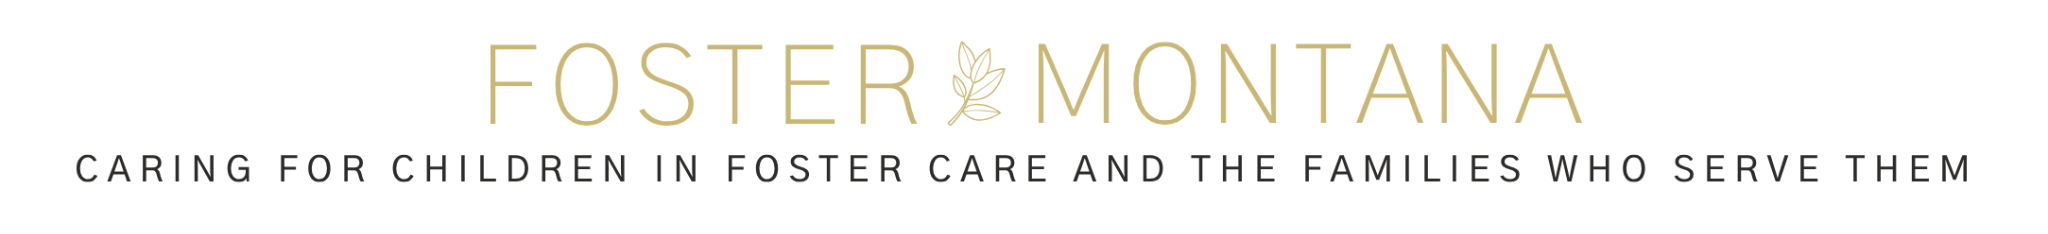 FOSTER MONTANA
CARING FOR CHILDREN IN FOSTER CARE AND THE FAMILIES WHO SERVE THEM